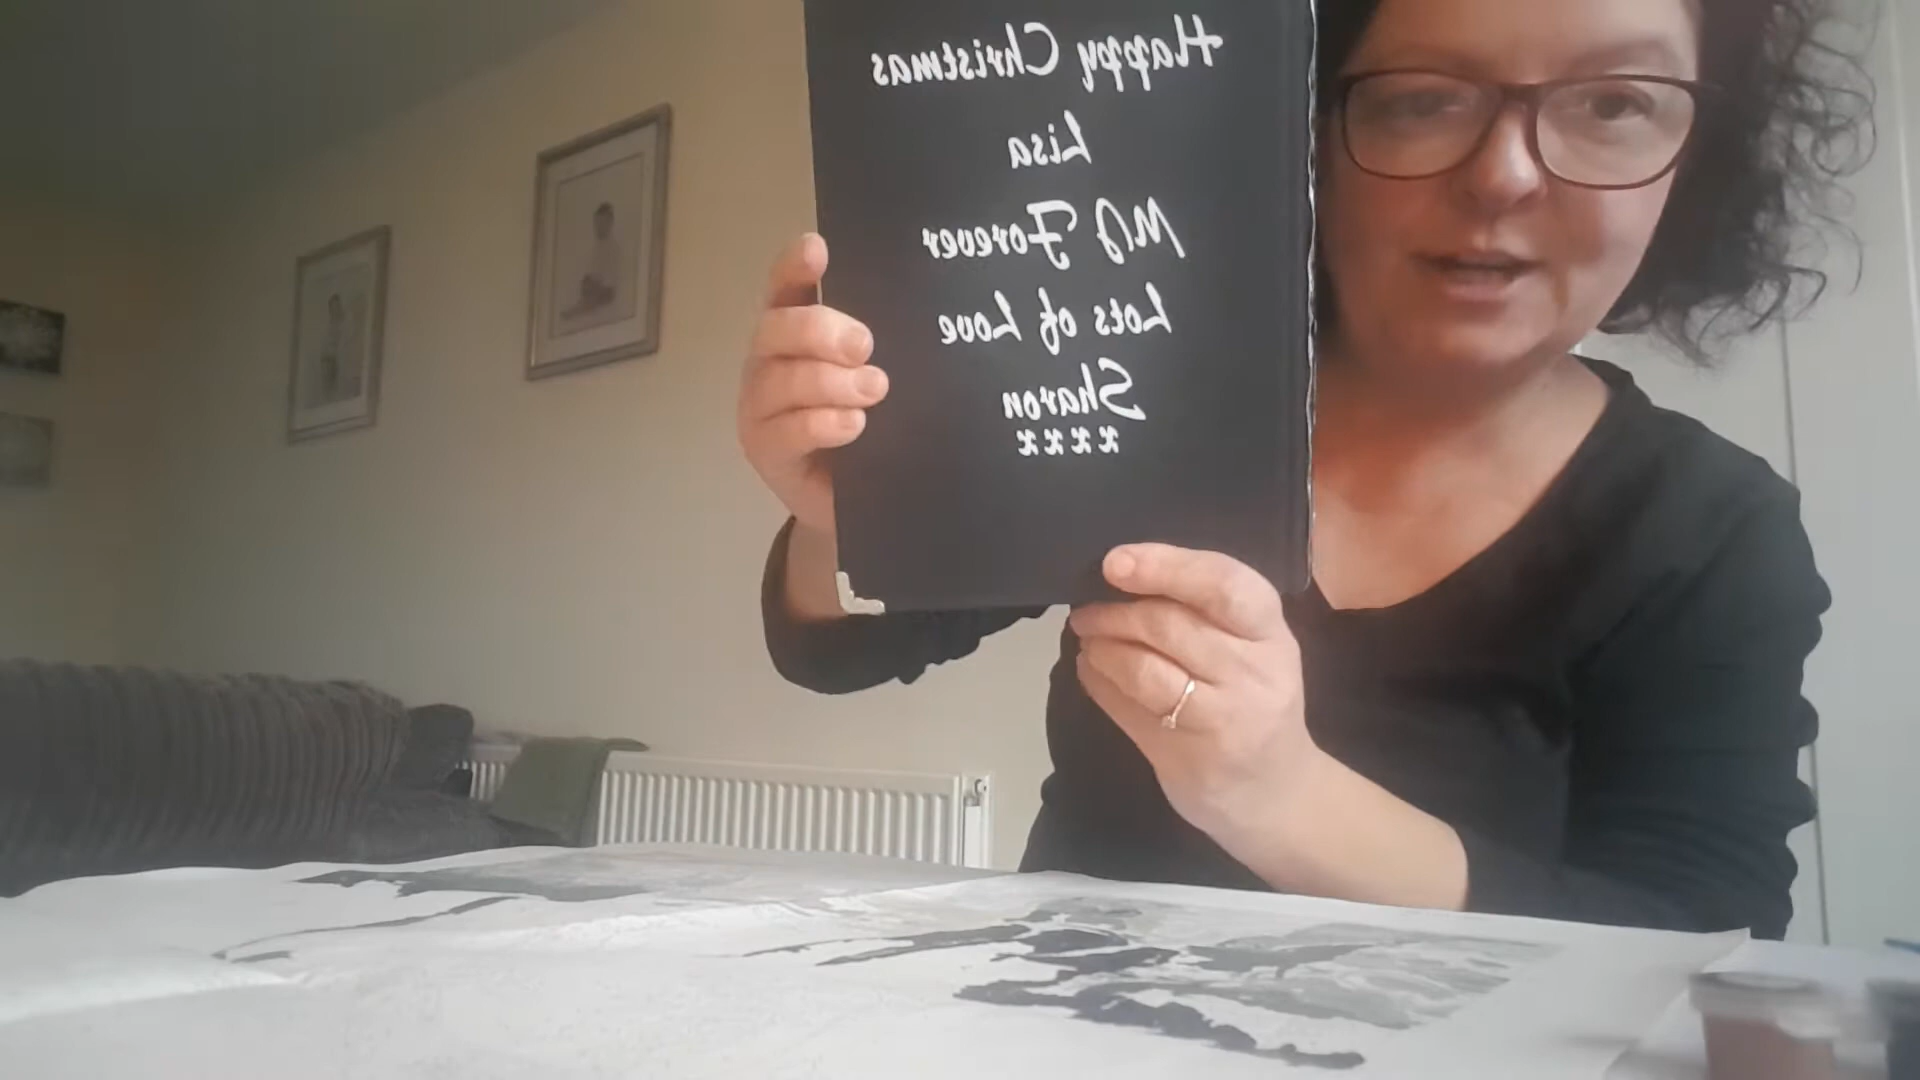 Happy Christmas
Lisa
MJ Forever
Lots of Love
Sharon
xxxx